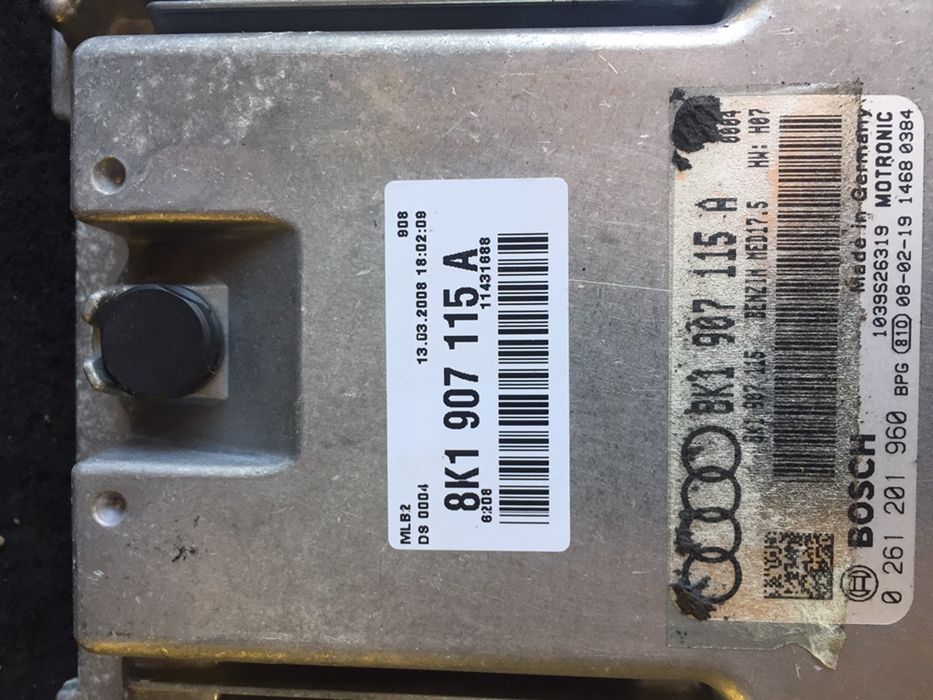 MLB2
DS 0004 13.03.2008 18:02:09 908
8K1 907 115 A
8208 11431688
8K1 907 115 A 0004
8K1 907 115 BENZIN MED17.5 HW: H07
BOSCH Made in Germany
1039S26319 MOTRONIC
0 261 201 960 BPG 810 08-02-19 1468 0384